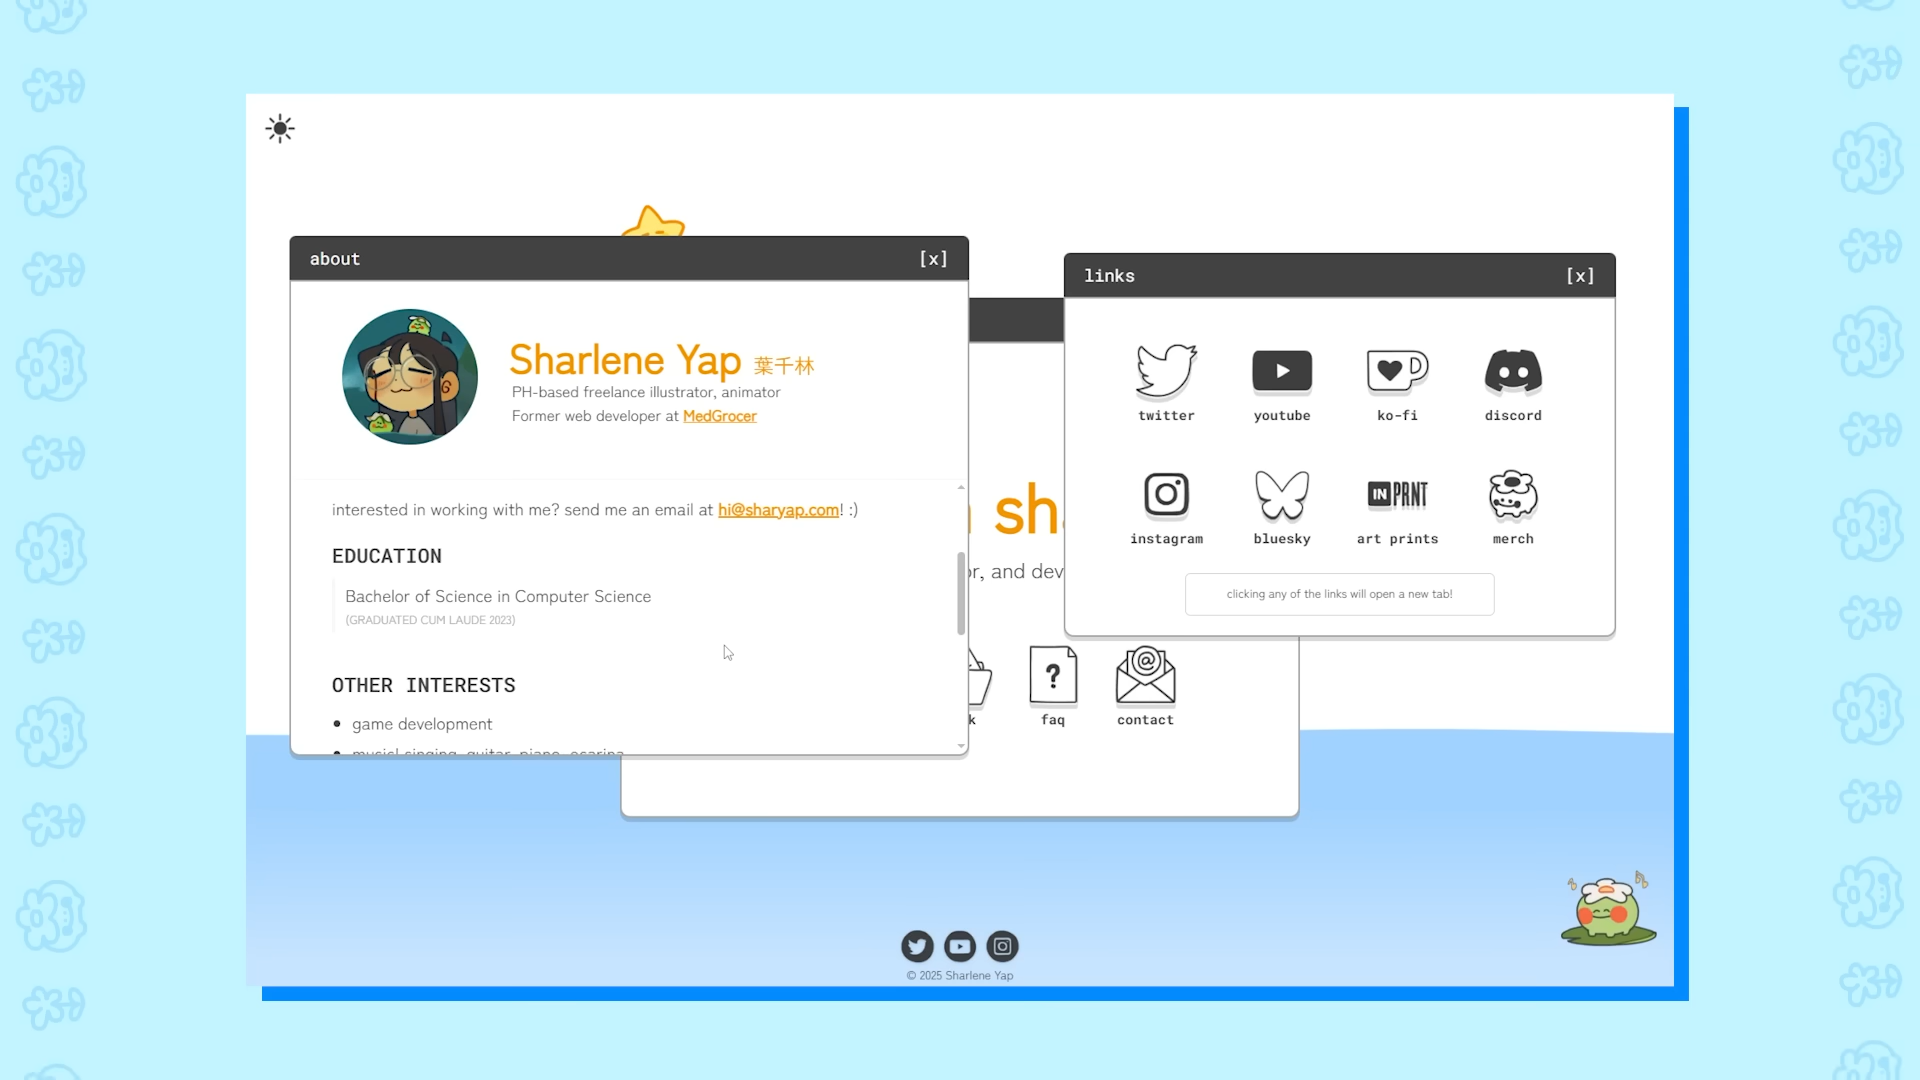 about [x]
Sharlene Yap 葉千林
PH-based freelance illustrator, animator
Former web developer at MedGrocer
interested in working with me? send me an email at hi@sharyap.com! :)
EDUCATION
Bachelor of Science in Computer Science
(GRADUATED CUM LAUDE 2023)
OTHER INTERESTS
game development
links [x]
twitter youtube ko-fi discord
INPRNT
instagram bluesky art prints merch
clicking any of the links will open a new tab!
sh
or, and dev
?
@
k faq contact
© 2025 Sharlene Yap